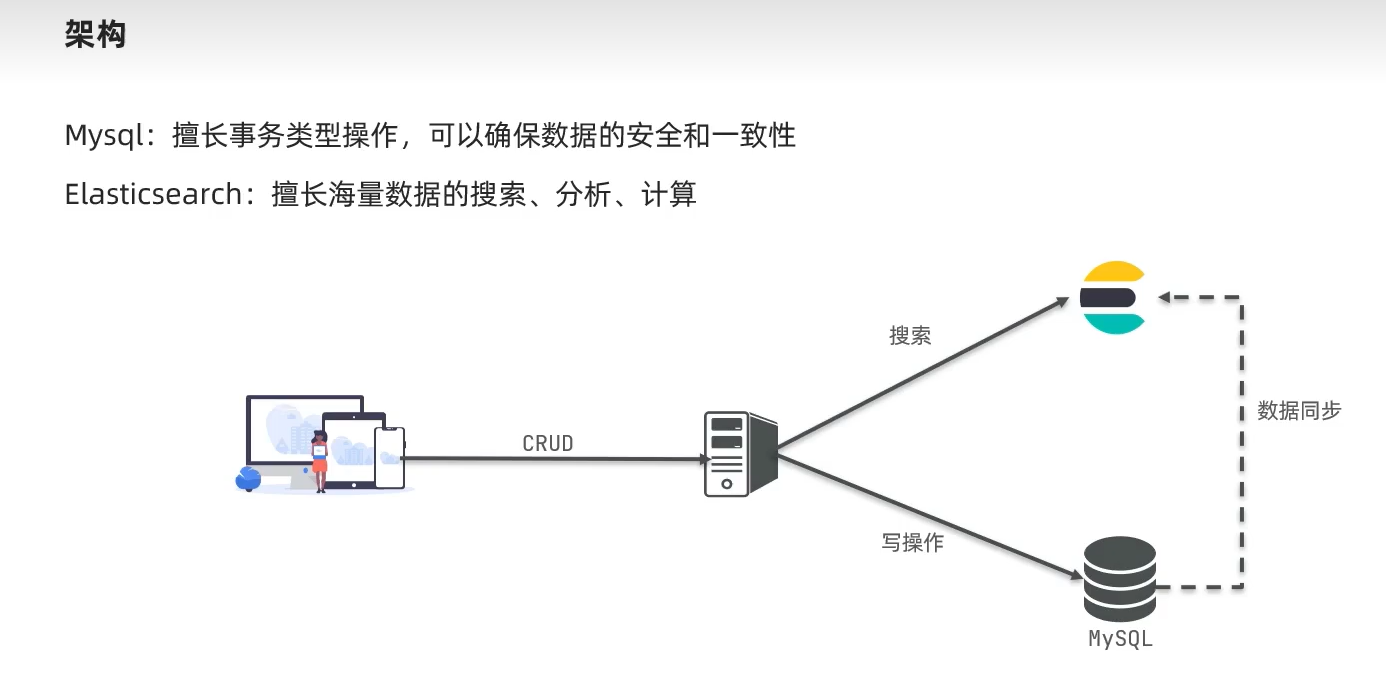 架构
Mysql：擅长事务类型操作，可以确保数据的安全和一致性
Elasticsearch：擅长海量数据的搜索、分析、计算
搜索
数据同步
CRUD
写操作
MySQL